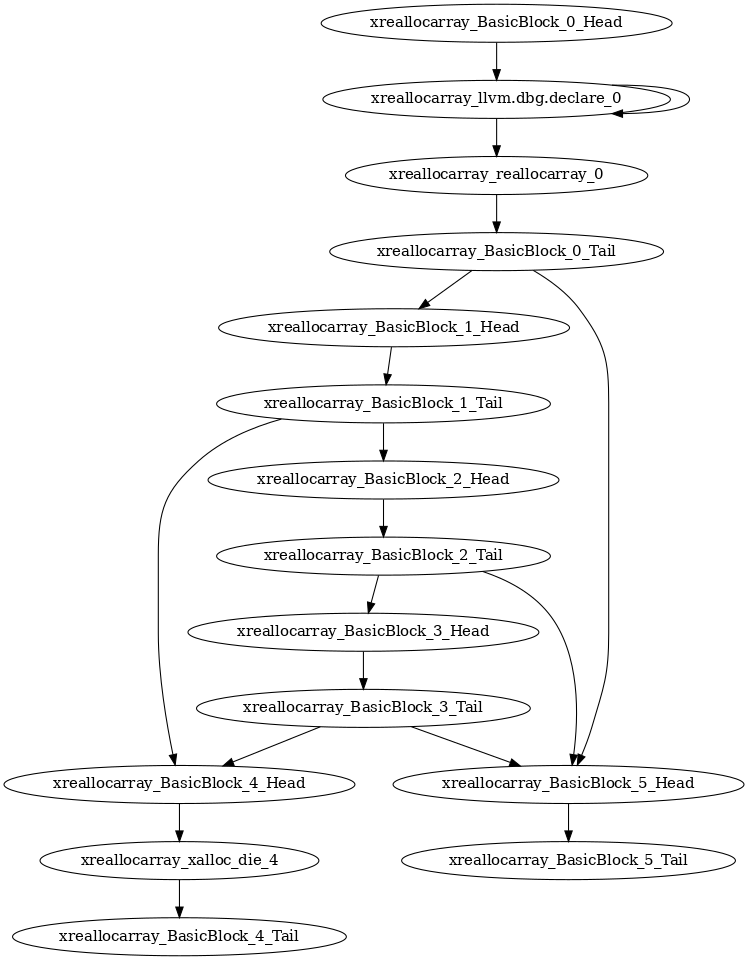 xreallocarray_BasicBlock_0_Head
xreallocarray_llvm.dbg.declare_0
xreallocarray_reallocarray_0
xreallocarray_BasicBlock_0_Tail
xreallocarray_BasicBlock_1_Head
xreallocarray_BasicBlock_1_Tail
xreallocarray_BasicBlock_2_Head
xreallocarray_BasicBlock_2_Tail
xreallocarray_BasicBlock_3_Head
xreallocarray_BasicBlock_3_Tail
xreallocarray_BasicBlock_4_Head
xreallocarray_BasicBlock_5_Head
xreallocarray_xalloc_die_4
xreallocarray_BasicBlock_5_Tail
xreallocarray_BasicBlock_4_Tail